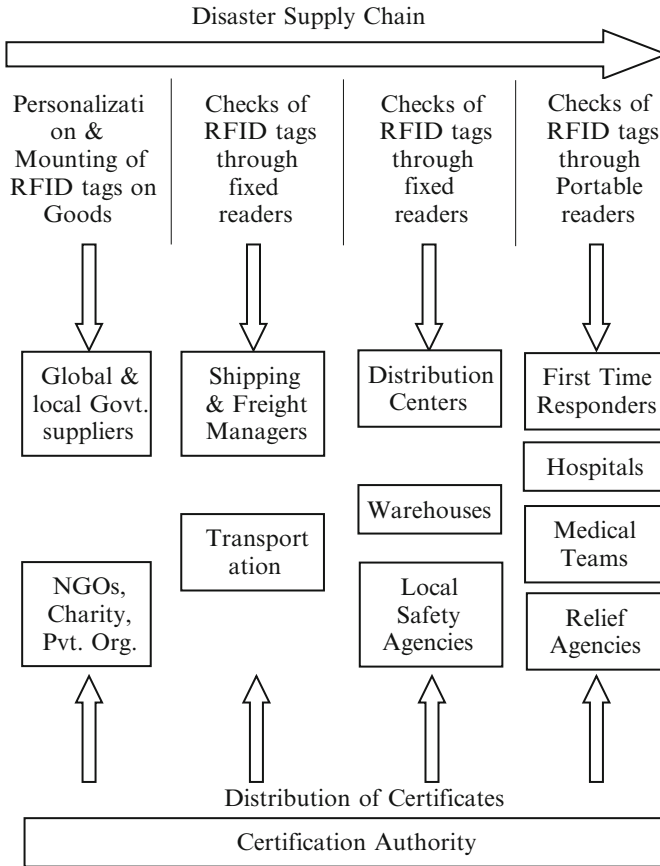 Disaster Supply Chain
Personalizati
on &
Mounting of
RFID tags on
Goods
Checks of
RFID tags
through
fixed
readers
Checks of
RFID tags
through
fixed
readers
Checks of
RFID tags
through
Portable
readers
Global &
local Govt.
suppliers
NGOs,
Charity,
Pvt. Org.
Shipping
& Freight
Managers
Transport
ation
Distribution
Centers
Warehouses
Local
Safety
Agencies
First Time
Responders
Hospitals
Medical
Teams
Relief
Agencies
Distribution of Certificates
Certification Authority